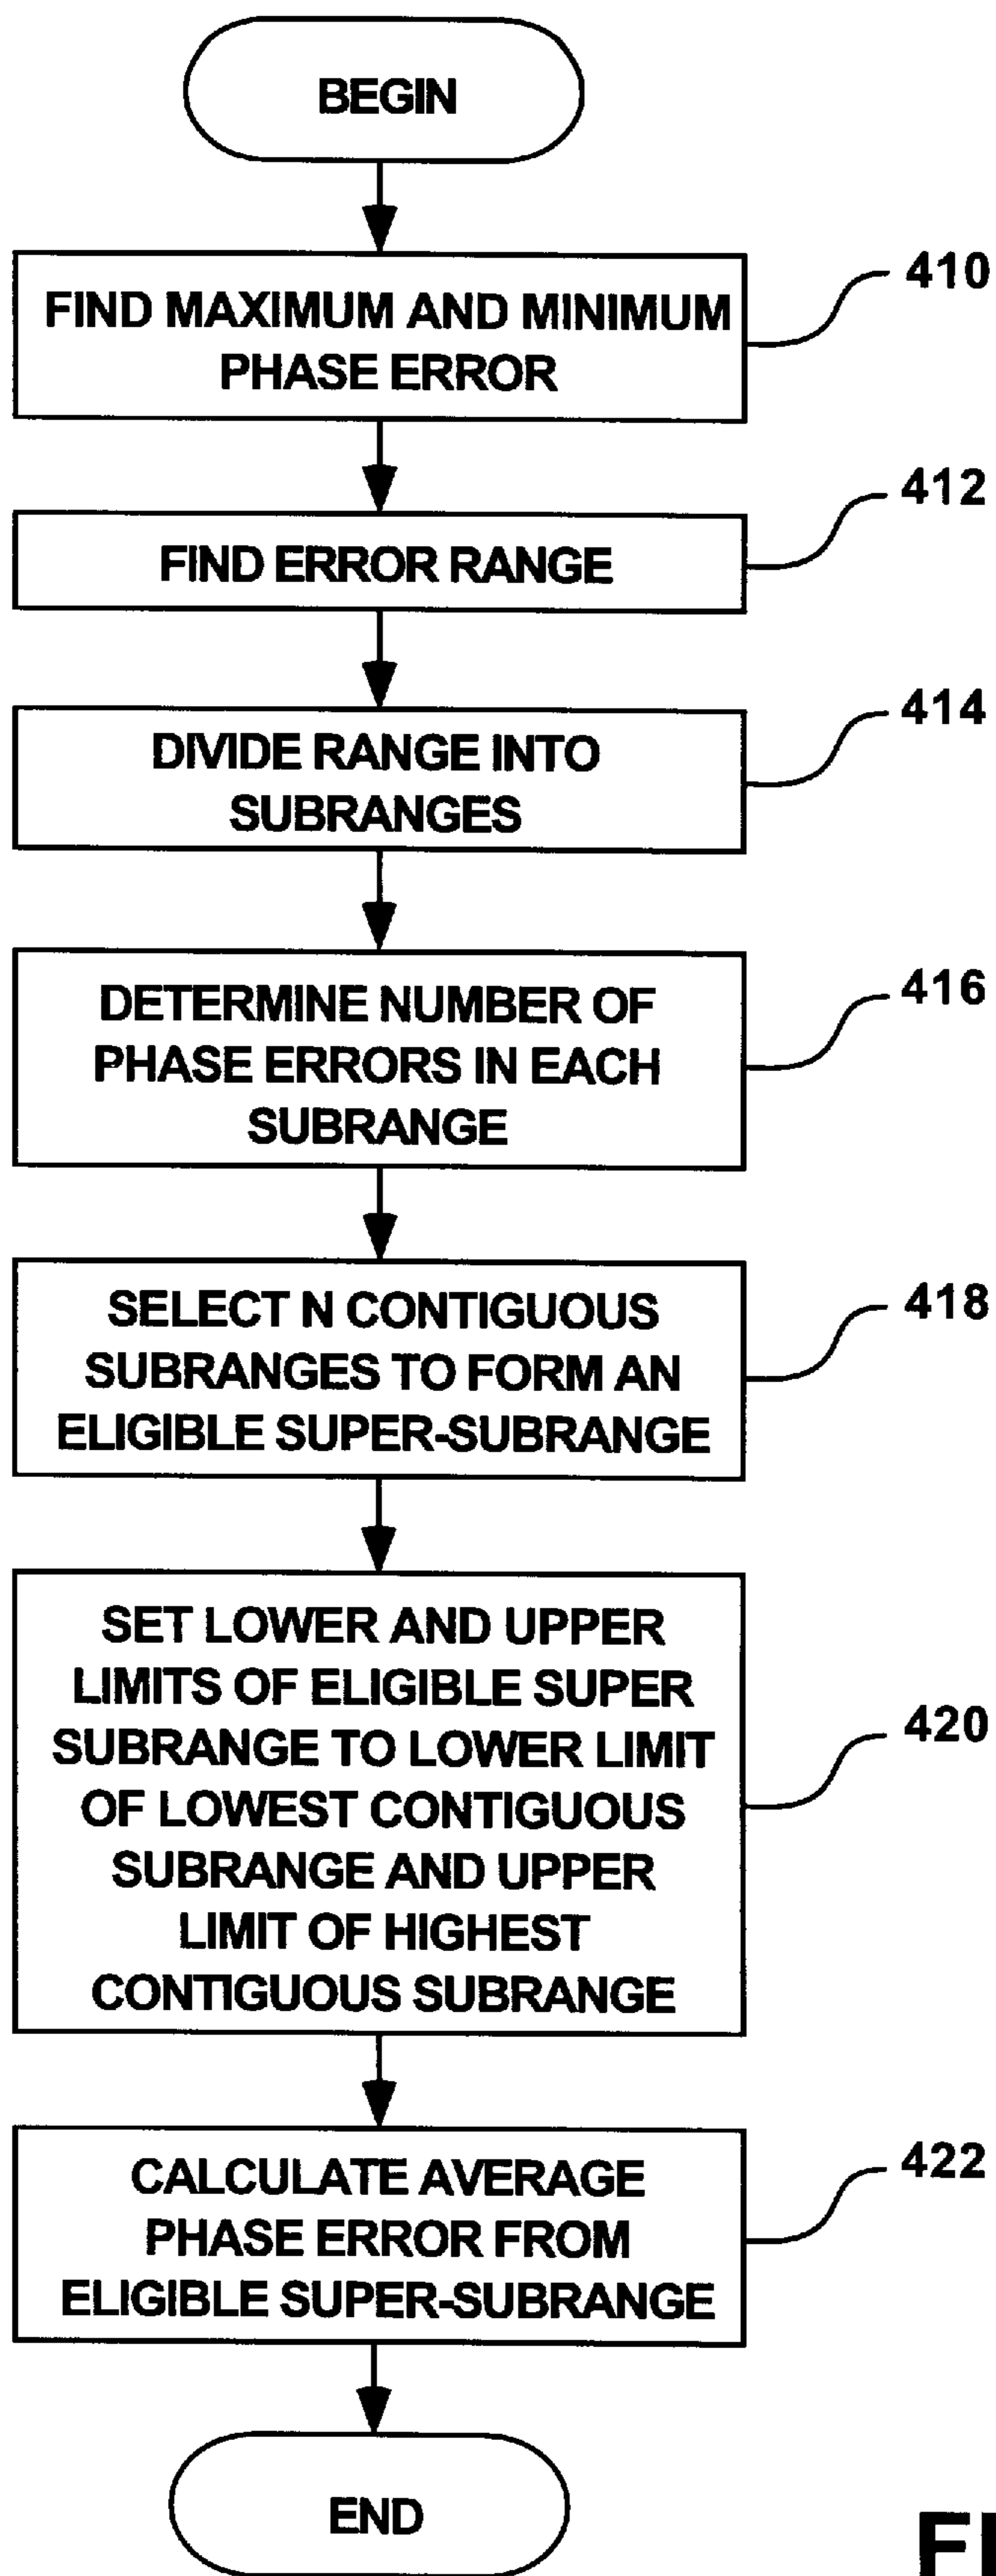 BEGIN
FIND MAXIMUM AND MINIMUM
PHASE ERROR
410
FIND ERROR RANGE
412
DIVIDE RANGE INTO
SUBRANGES
414
DETERMINE NUMBER OF
PHASE ERRORS IN EACH
SUBRANGE
416
SELECT N CONTIGUOUS
SUBRANGES TO FORM AN
ELIGIBLE SUPER-SUBRANGE
418
SET LOWER AND UPPER
LIMITS OF ELIGIBLE SUPER
SUBRANGE TO LOWER LIMIT
OF LOWEST CONTIGUOUS
SUBRANGE AND UPPER
LIMIT OF HIGHEST
CONTIGUOUS SUBRANGE
420
CALCULATE AVERAGE
PHASE ERROR FROM
ELIGIBLE SUPER-SUBRANGE
422
END